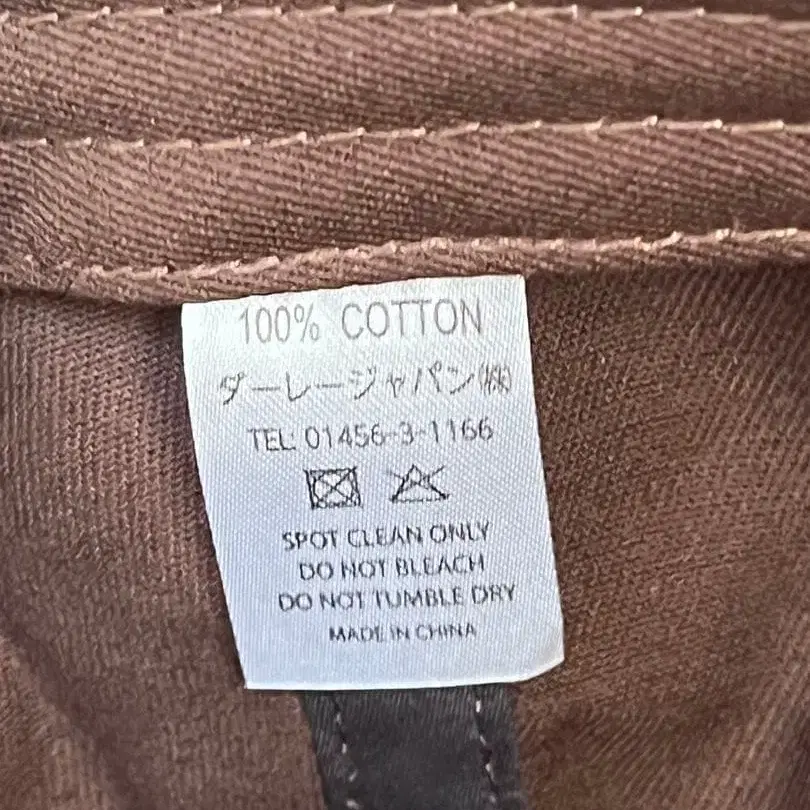 100% COTTON
ダーレージャパン㈱
TEL: 01456-3-1166
SPOT CLEAN ONLY
DO NOT BLEACH
DO NOT TUMBLE DRY
MADE IN CHINA